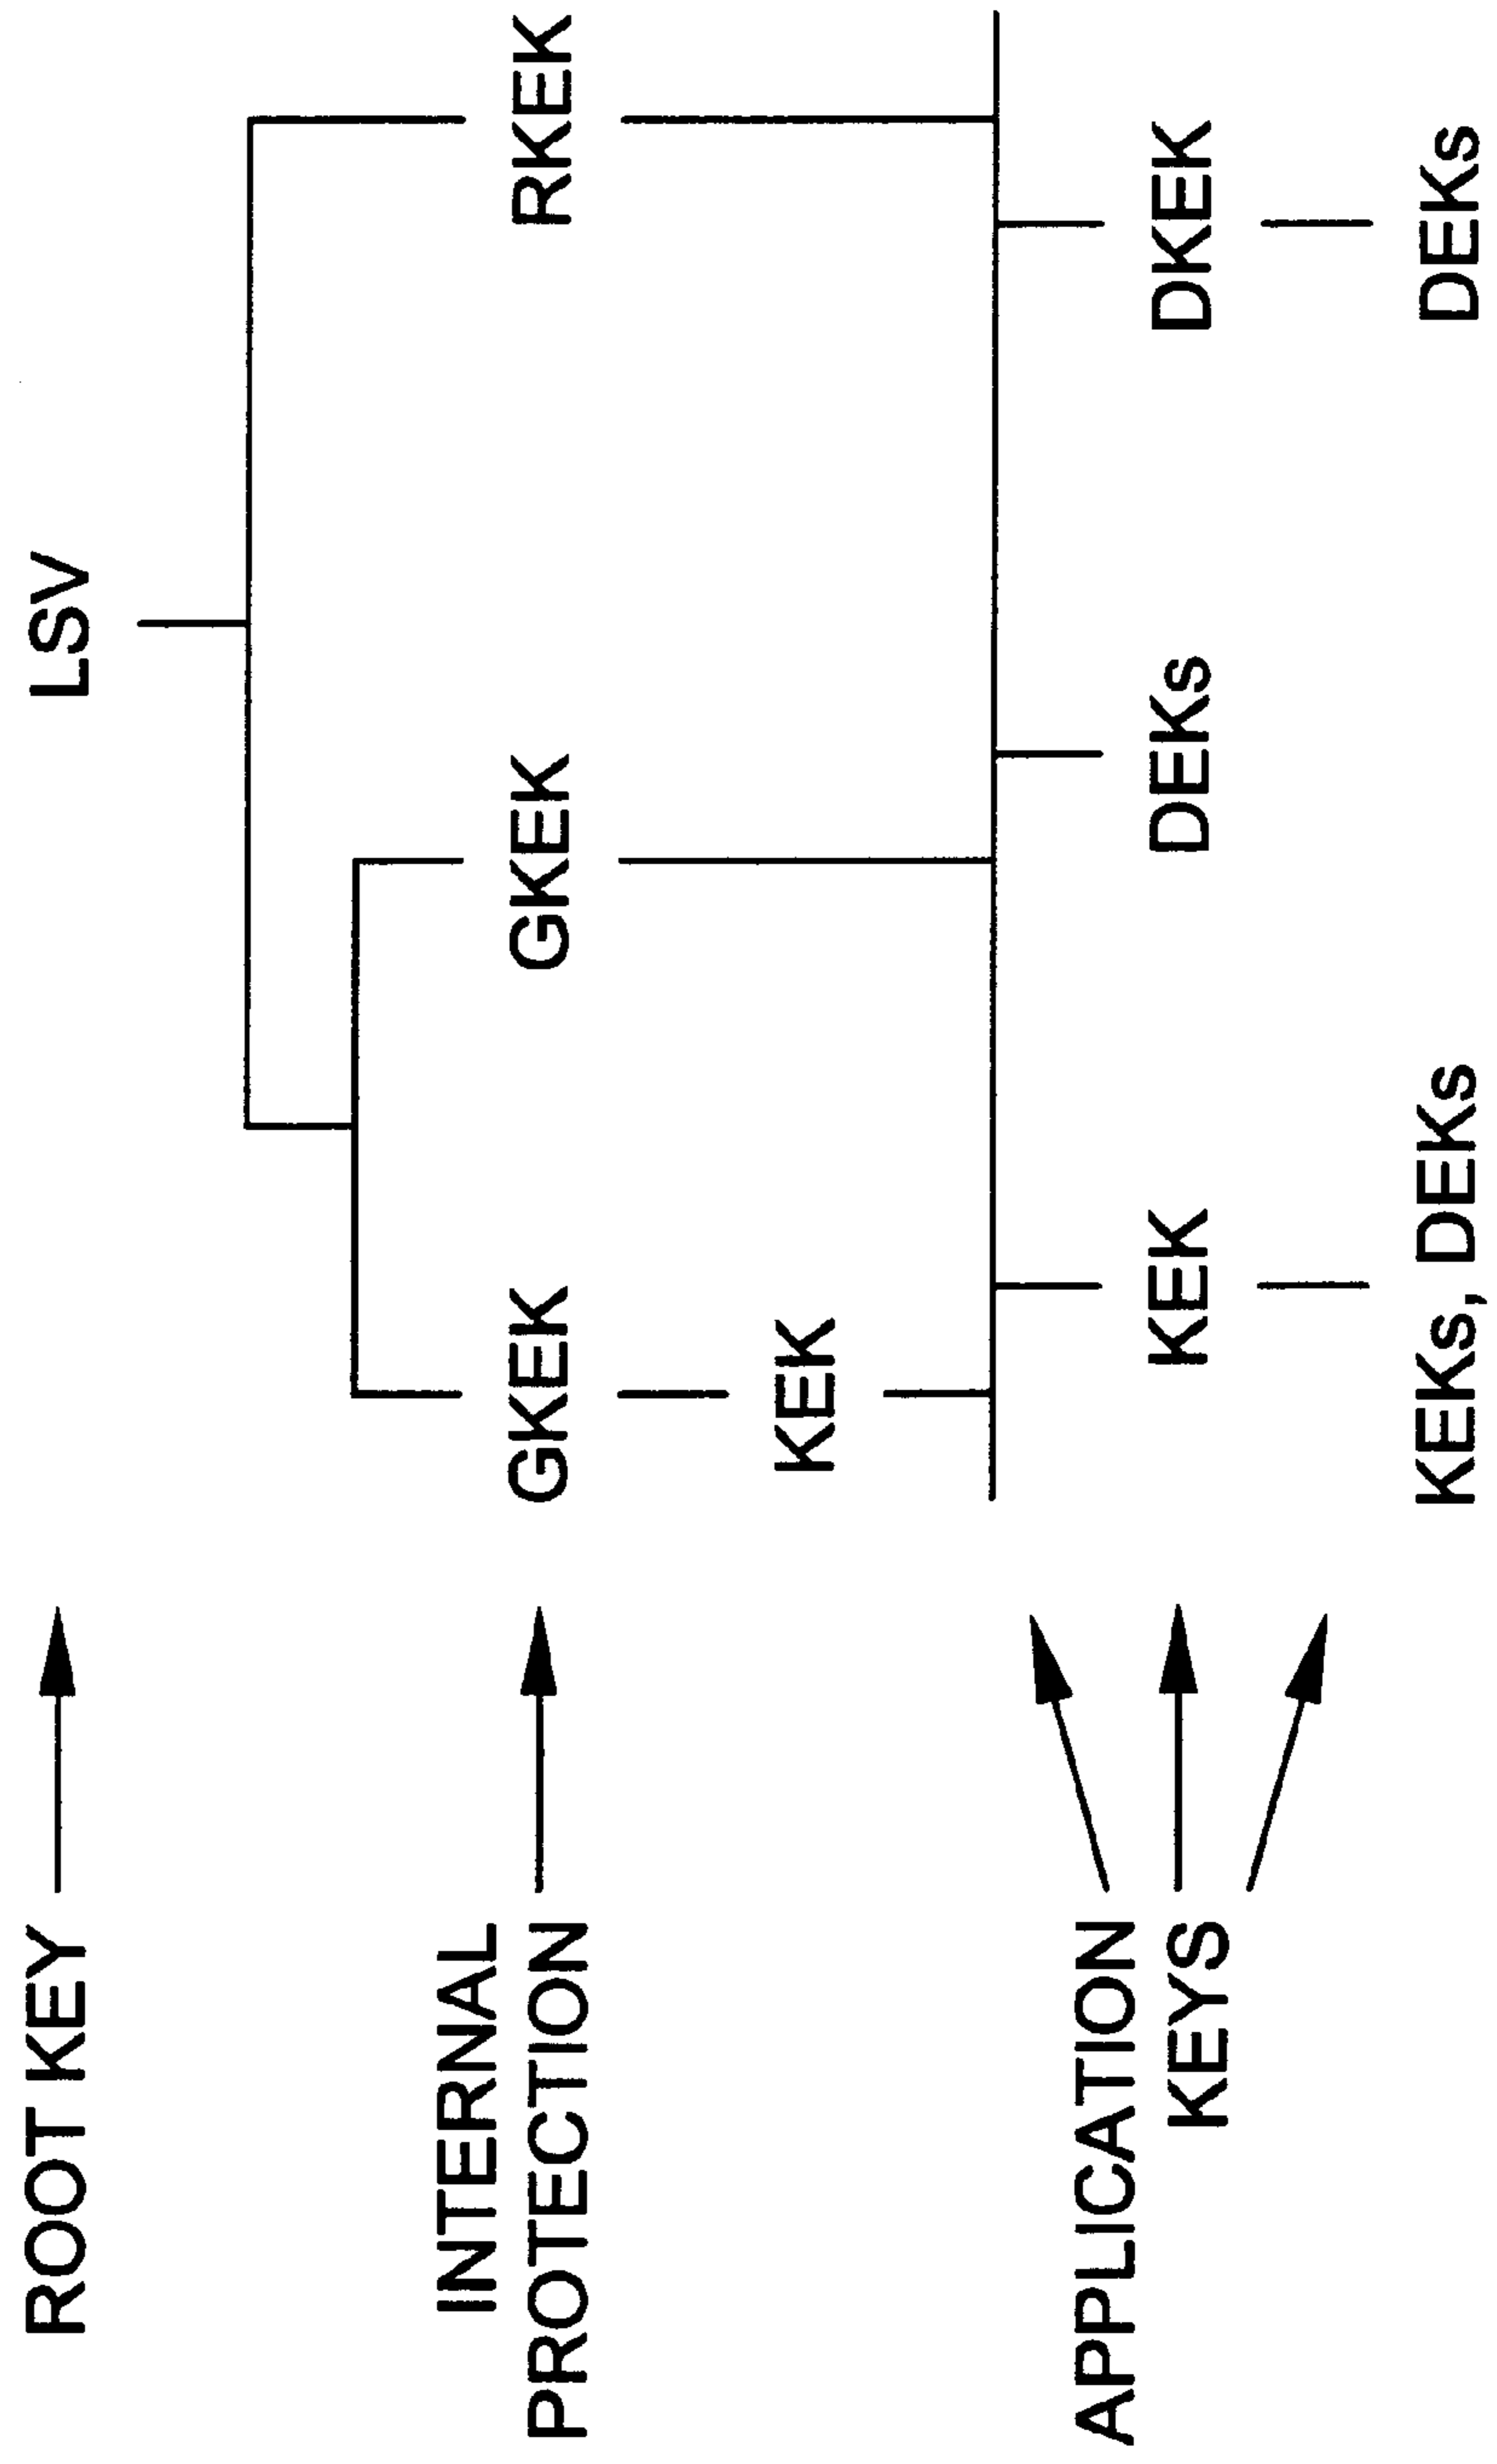 ROOT KEY
LSV
INTERNAL
PROTECTION
GKEK
GKEK
RKEK
KEK
APPLICATION
KEYS
KEK
DEKs
DKEK
KEKs, DEKs
DEKs